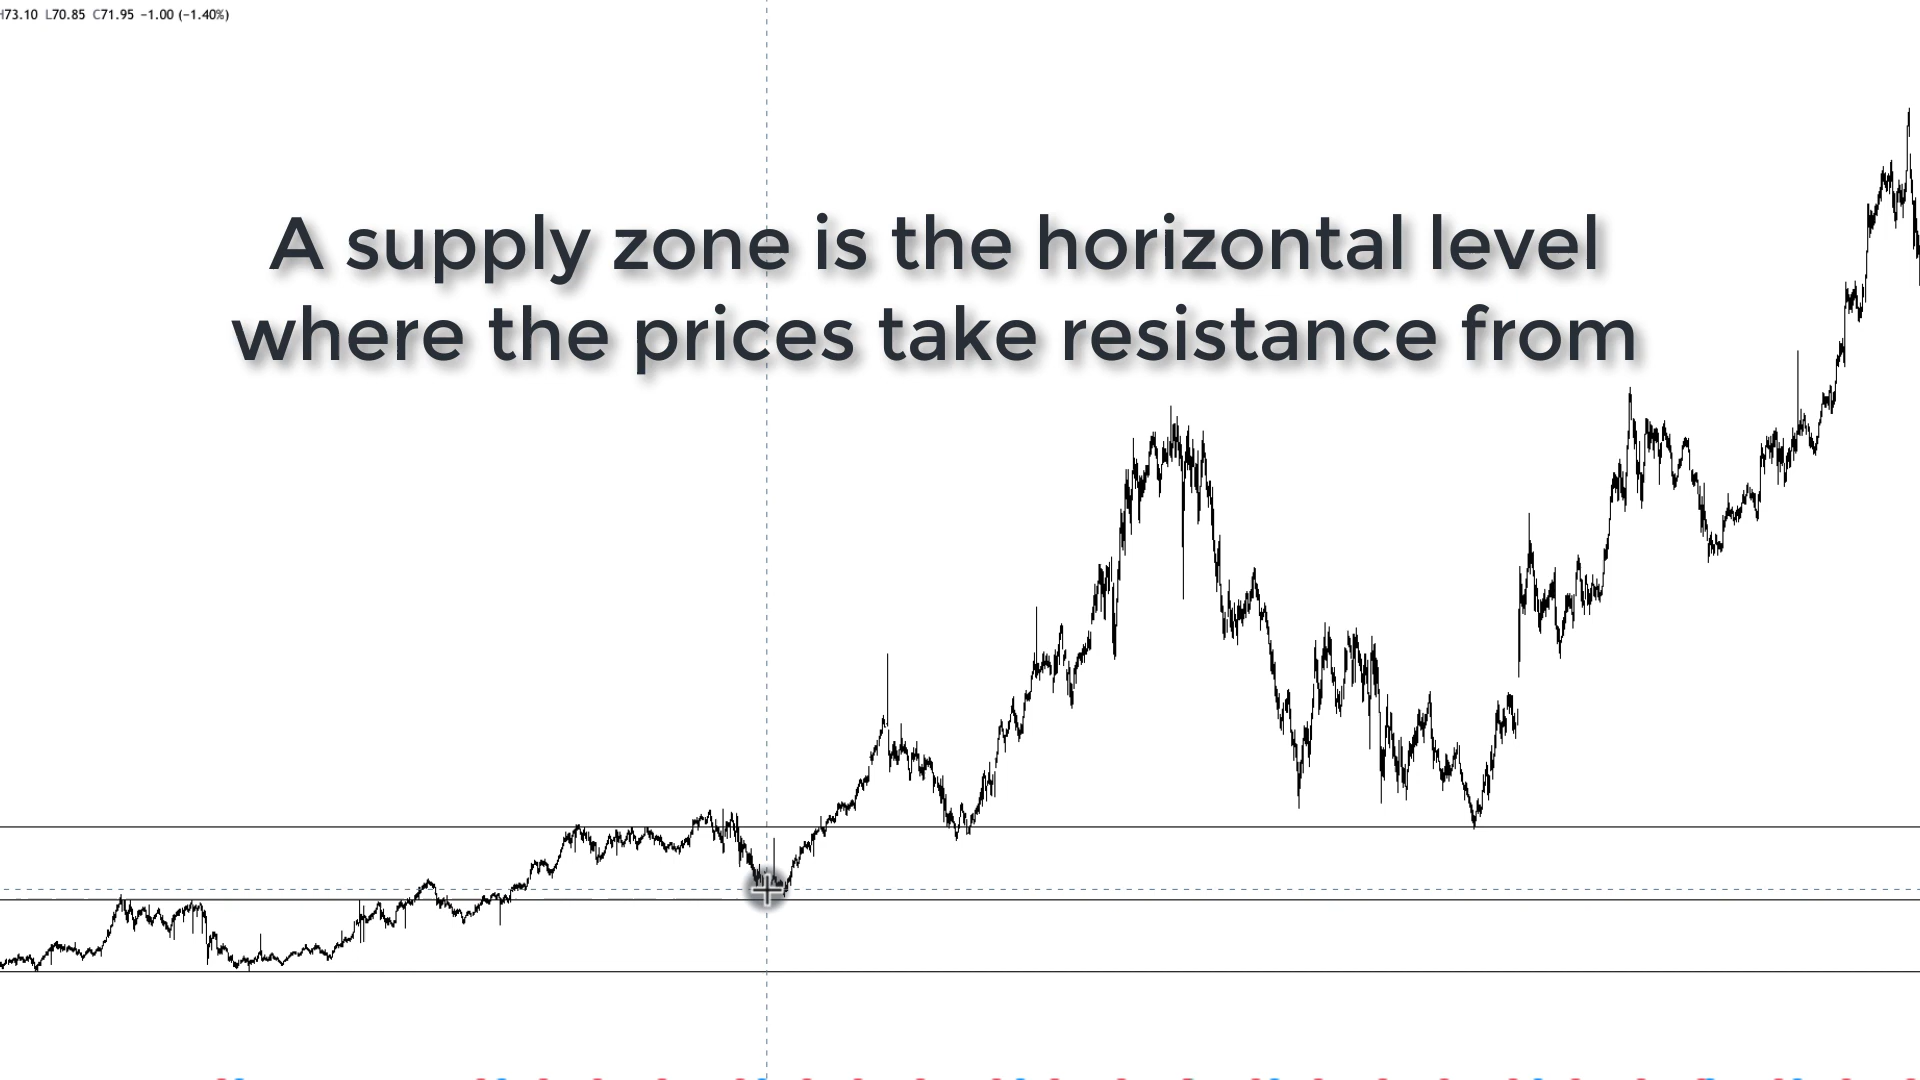 H73.10 L70.85 C71.95 −1.00 (−1.40%)
A supply zone is the horizontal level
where the prices take resistance from